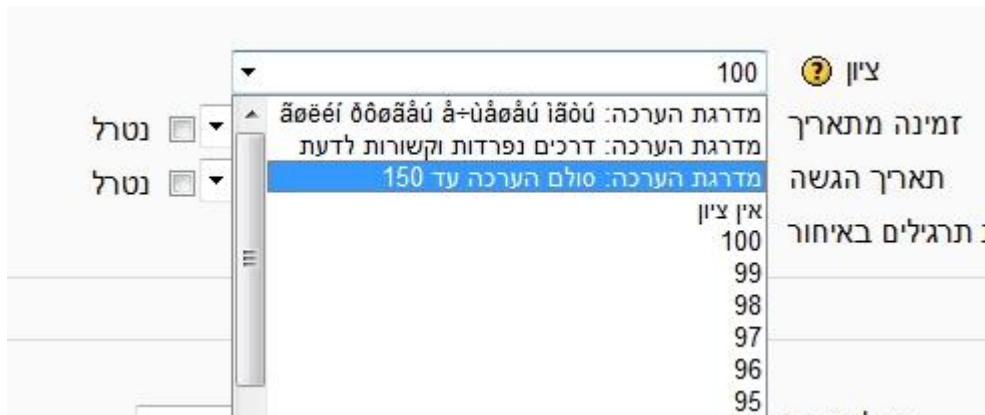 ציון ? 100
מדרגת הערכה: ãøëéí ðôøãåú å÷ùåøåú ìãòú
זמינה מתאריך נטרל
מדרגת הערכה: דרכים נפרדות וקשורות לדעת
מדרגת הערכה: סולם הערכה עד 150
תאריך הגשה נטרל
אין ציון
100
תרגילים באיחור
99
98
97
96
95